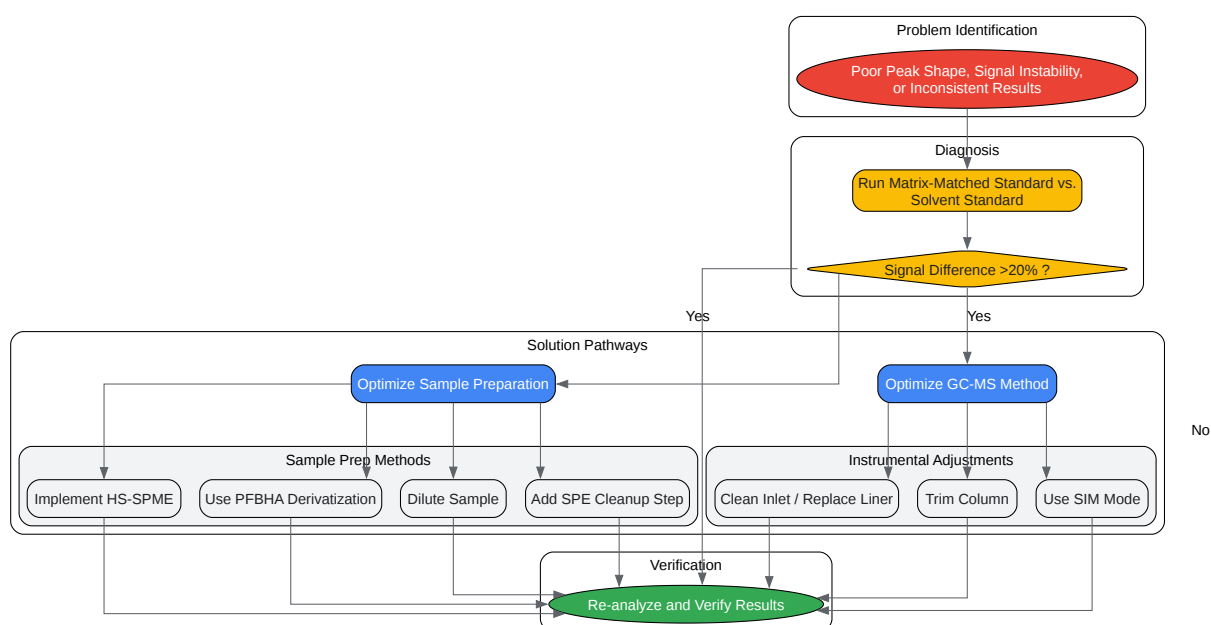 Problem Identification
Poor Peak Shape, Signal Instability,
or Inconsistent Results
Diagnosis
Run Matrix-Matched Standard vs.
Solvent Standard
Signal Difference >20% ?
Yes
Yes
Solution Pathways
Optimize Sample Preparation
Optimize GC-MS Method
No
Sample Prep Methods
Instrumental Adjustments
Implement HS-SPME
Use PFBHA Derivatization
Dilute Sample
Add SPE Cleanup Step
Clean Inlet / Replace Liner
Trim Column
Use SIM Mode
Verification
Re-analyze and Verify Results